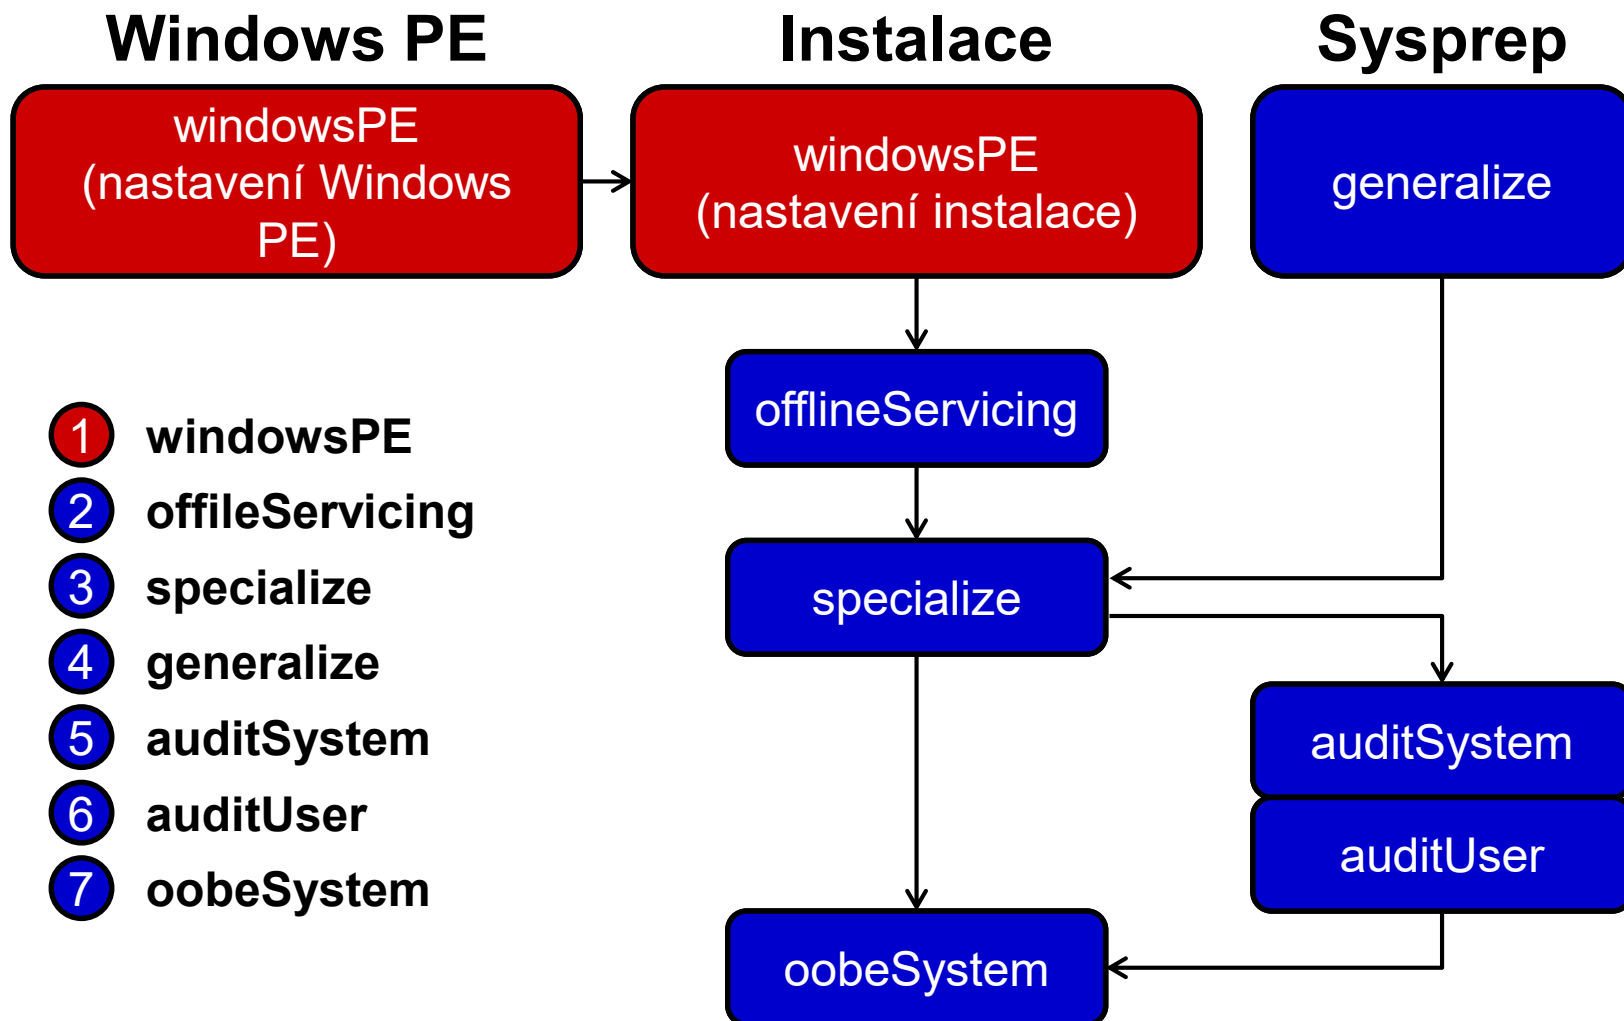 Windows PE
Instalace
Sysprep
windowsPE
(nastavení Windows
PE)
windowsPE
(nastavení instalace)
generalize
offlineServicing
1 windowsPE
2 offileServicing
3 specialize
4 generalize
5 auditSystem
6 auditUser
7 oobeSystem
specialize
auditSystem
auditUser
oobeSystem